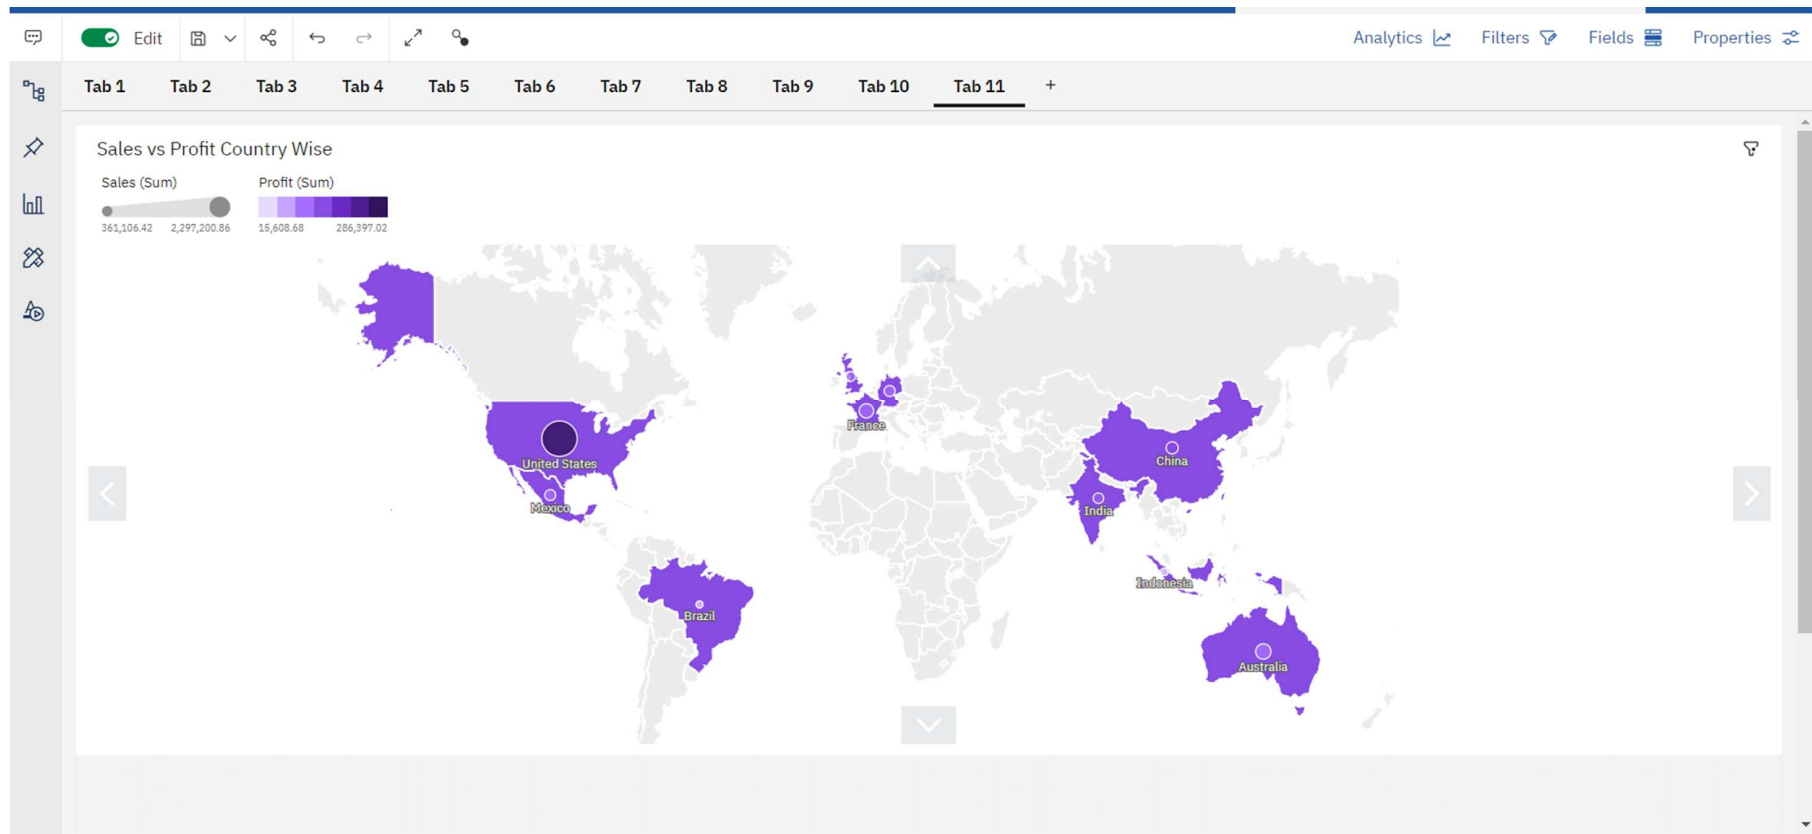 Edit
Analytics Filters Fields Properties
Tab 1 Tab 2 Tab 3 Tab 4 Tab 5 Tab 6 Tab 7 Tab 8 Tab 9 Tab 10 Tab 11 +
Sales vs Profit Country Wise
Sales (Sum) Profit (Sum)
361,106.42 2,297,200.86 15,608.68 286,397.02
France
United States
China
Mexico
India
Indonesia
Brazil
Australia